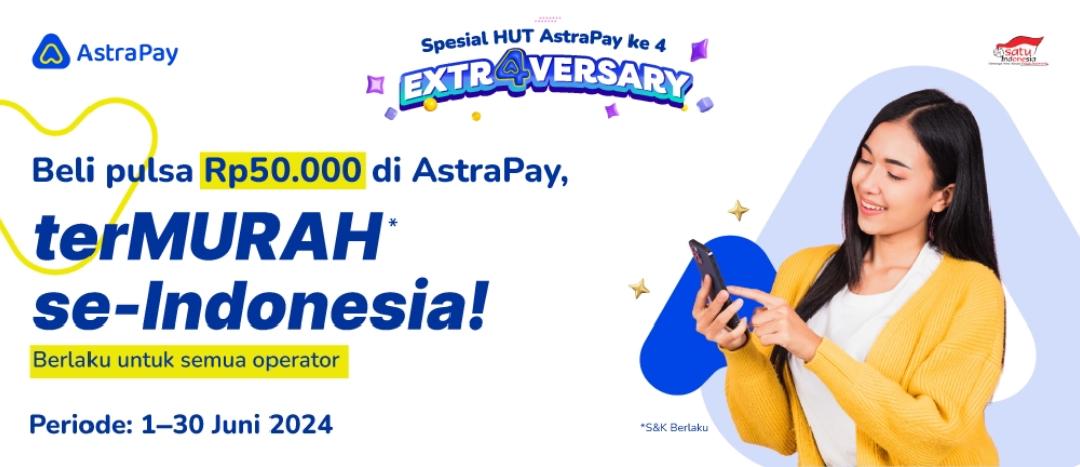 AstraPay
Spesial HUT AstraPay ke 4
EXTR4VERSARY
satu
indonesia
Beli pulsa Rp50.000 di AstraPay,
terMURAH*
se-Indonesia!
Berlaku untuk semua operator
Periode: 1–30 Juni 2024
*S&K Berlaku